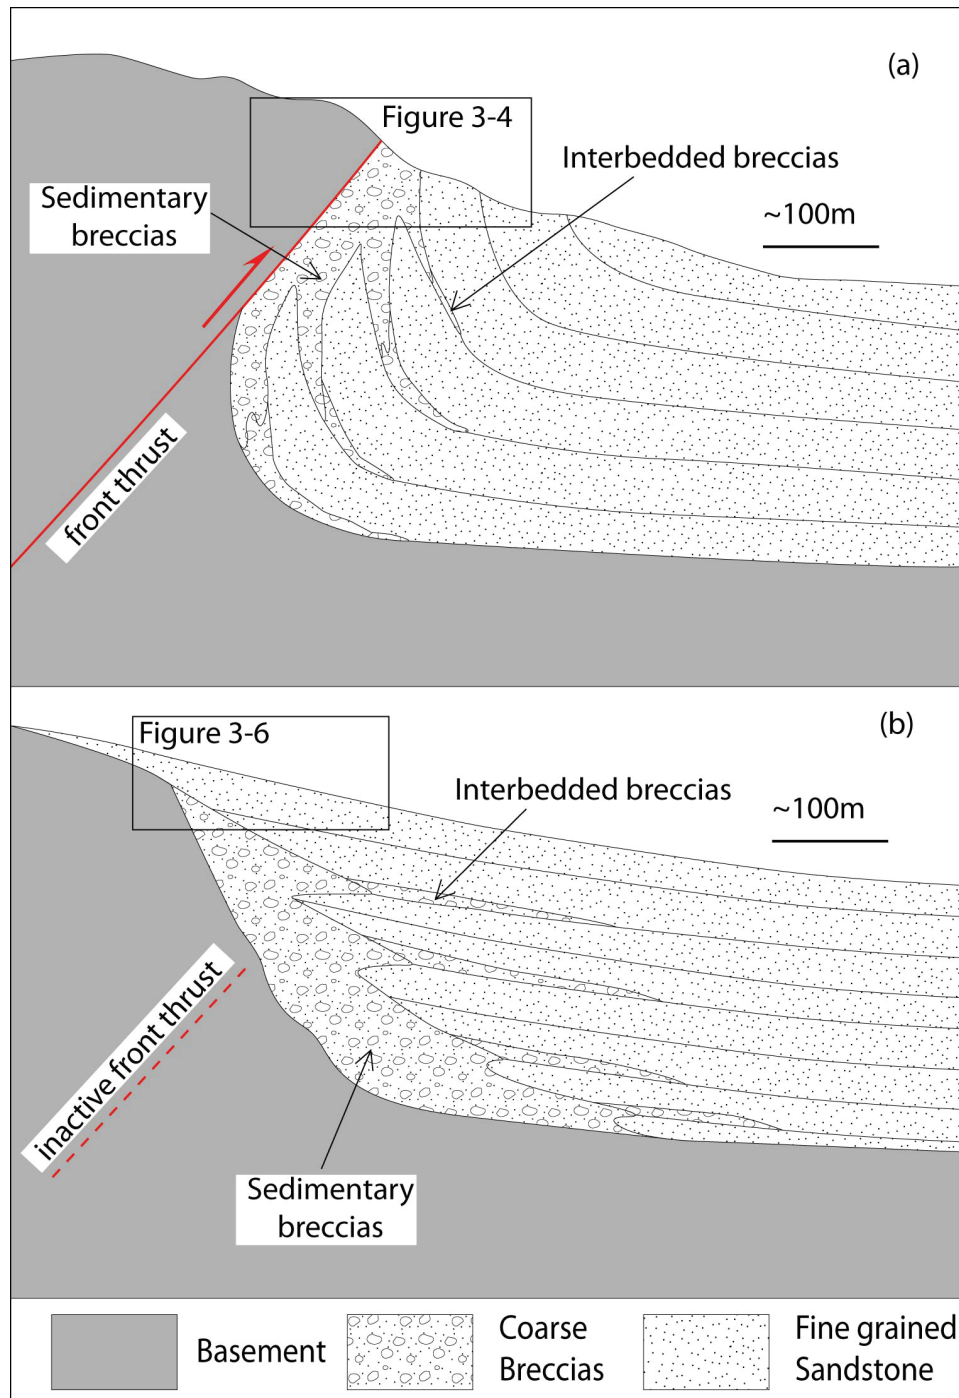 (a)
Figure 3-4
Interbedded breccias
Sedimentary
breccias
~100m
front thrust
(b)
Figure 3-6
Interbedded breccias
~100m
inactive front thrust
Sedimentary
breccias
Basement
Coarse
Breccias
Fine grained
Sandstone